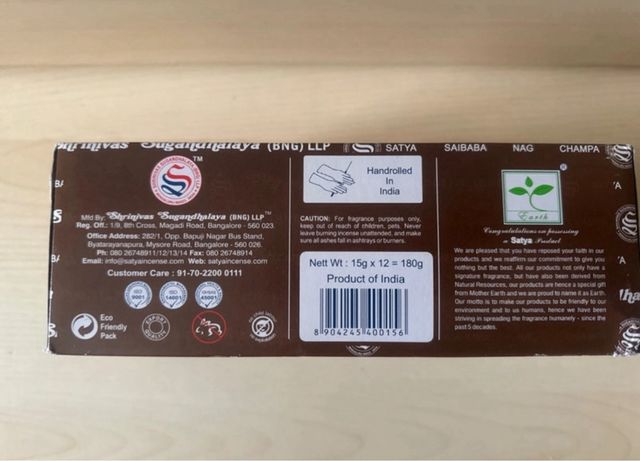 Shrinivas Sugandhalaya (BNG) LLP SATYA SAIBABA NAG CHAMPA
TM
Mfd By: Shrinivas Sugandhalaya (BNG) LLP™
Reg. Off.: 1/9, 8th Cross, Magadi Road, Bangalore - 560 023.
Office Address: 282/1, Opp. Bapuji Nagar Bus Stand,
Byatarayanapura, Mysore Road, Bangalore - 560 026.
Ph: 080 26748911/12/13/14 Fax: 080 26748914
Email: info@satyaincense.com Web: satyaincense.com
Customer Care : 91-70-2200 0111
ISO
9001
ISO
14001
45001
Eco
Friendly
Pack
EXPORT
QUALITY
Handrolled
In
India
CAUTION: For fragrance purposes only,
keep out of reach of children, pets. Never
leave burning incense unattended, and make
sure all ashes fall in ashtrays or burners.
Nett Wt : 15g x 12 = 180g
Product of India
8 904245 400156
®
Earth
Congratulations on possessing
a Satya Product
We are pleased that you have reposed your faith in our
products and we reaffirm our commitment to give you
nothing but the best. All our products not only have a
signature fragrance, but have also been derived from
Natural Resources, our products are hence a special gift
from Mother Earth and we are proud to name it as Earth.
Our motto is to make our products to be friendly to our
environment and to us humans, hence we have been
striving in spreading the fragrance humanely - since the
past 5 decades.